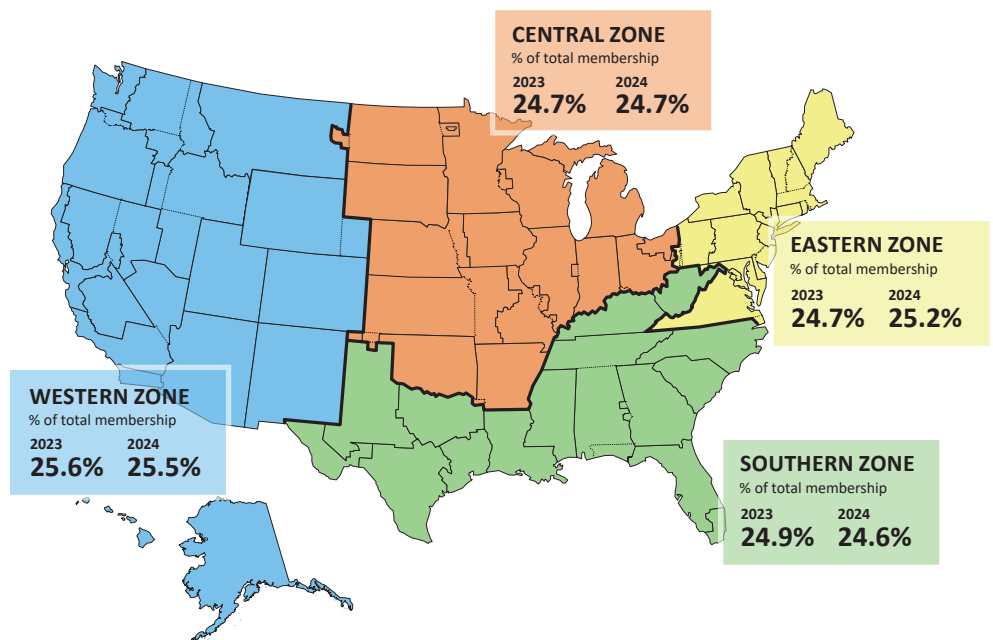 CENTRAL ZONE
% of total membership
2023 2024
24.7% 24.7%
EASTERN ZONE
% of total membership
2023 2024
24.7% 25.2%
WESTERN ZONE
% of total membership
2023 2024
25.6% 25.5%
SOUTHERN ZONE
% of total membership
2023 2024
24.9% 24.6%